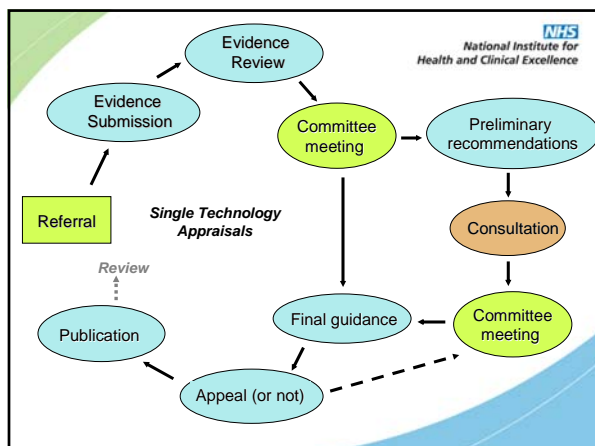 NHS
National Institute for
Health and Clinical Excellence
Evidence
Review
Evidence
Submission
Committee
meeting
Preliminary
recommendations
Referral
Single Technology
Appraisals
Consultation
Review
Publication
Final guidance
Committee
meeting
Appeal (or not)